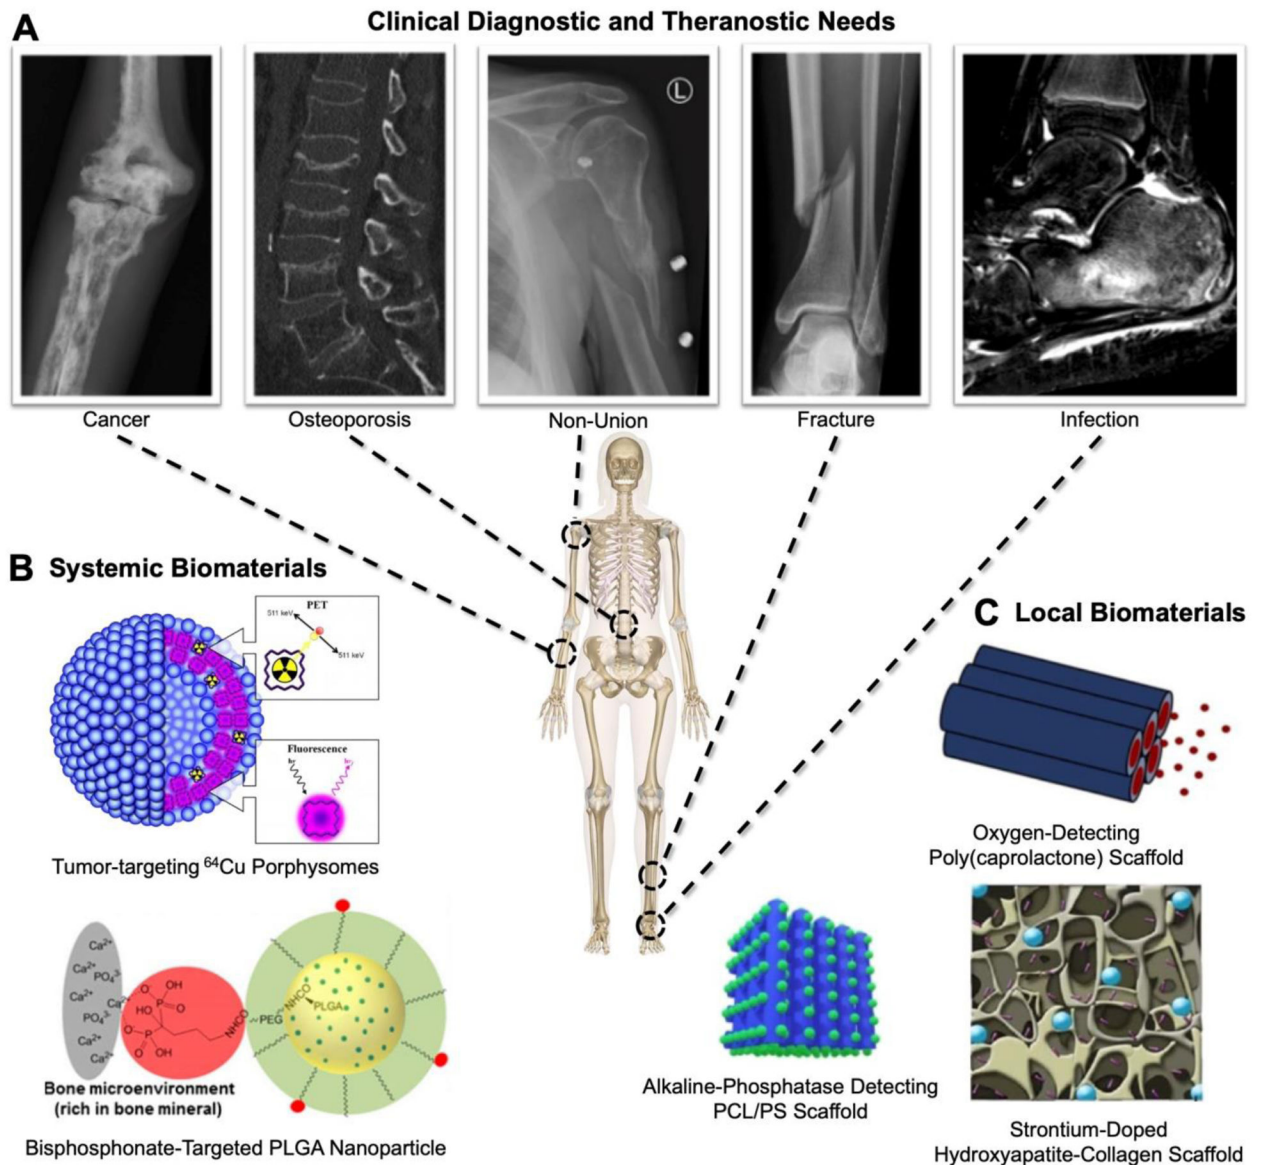 A
Clinical Diagnostic and Theranostic Needs
L
Cancer
Osteoporosis
Non-Union
Fracture
Infection
B Systemic Biomaterials
PET
511 keV
511 keV
Fluorescence
hν
Tumor-targeting ⁶⁴Cu Porphysomes
Ca²⁺
Ca²⁺
PO₄³⁻
Ca²⁺
Ca²⁺
PO₄³⁻
Ca²⁺
Ca²⁺
O⁻
OH
P
O
HO
O⁻
P
O
OH
NHCO
PEG
NHCO
PLGA
Bone microenvironment
(rich in bone mineral)
Bisphosphonate-Targeted PLGA Nanoparticle
C Local Biomaterials
Oxygen-Detecting
Poly(caprolactone) Scaffold
Alkaline-Phosphatase Detecting
PCL/PS Scaffold
Strontium-Doped
Hydroxyapatite-Collagen Scaffold